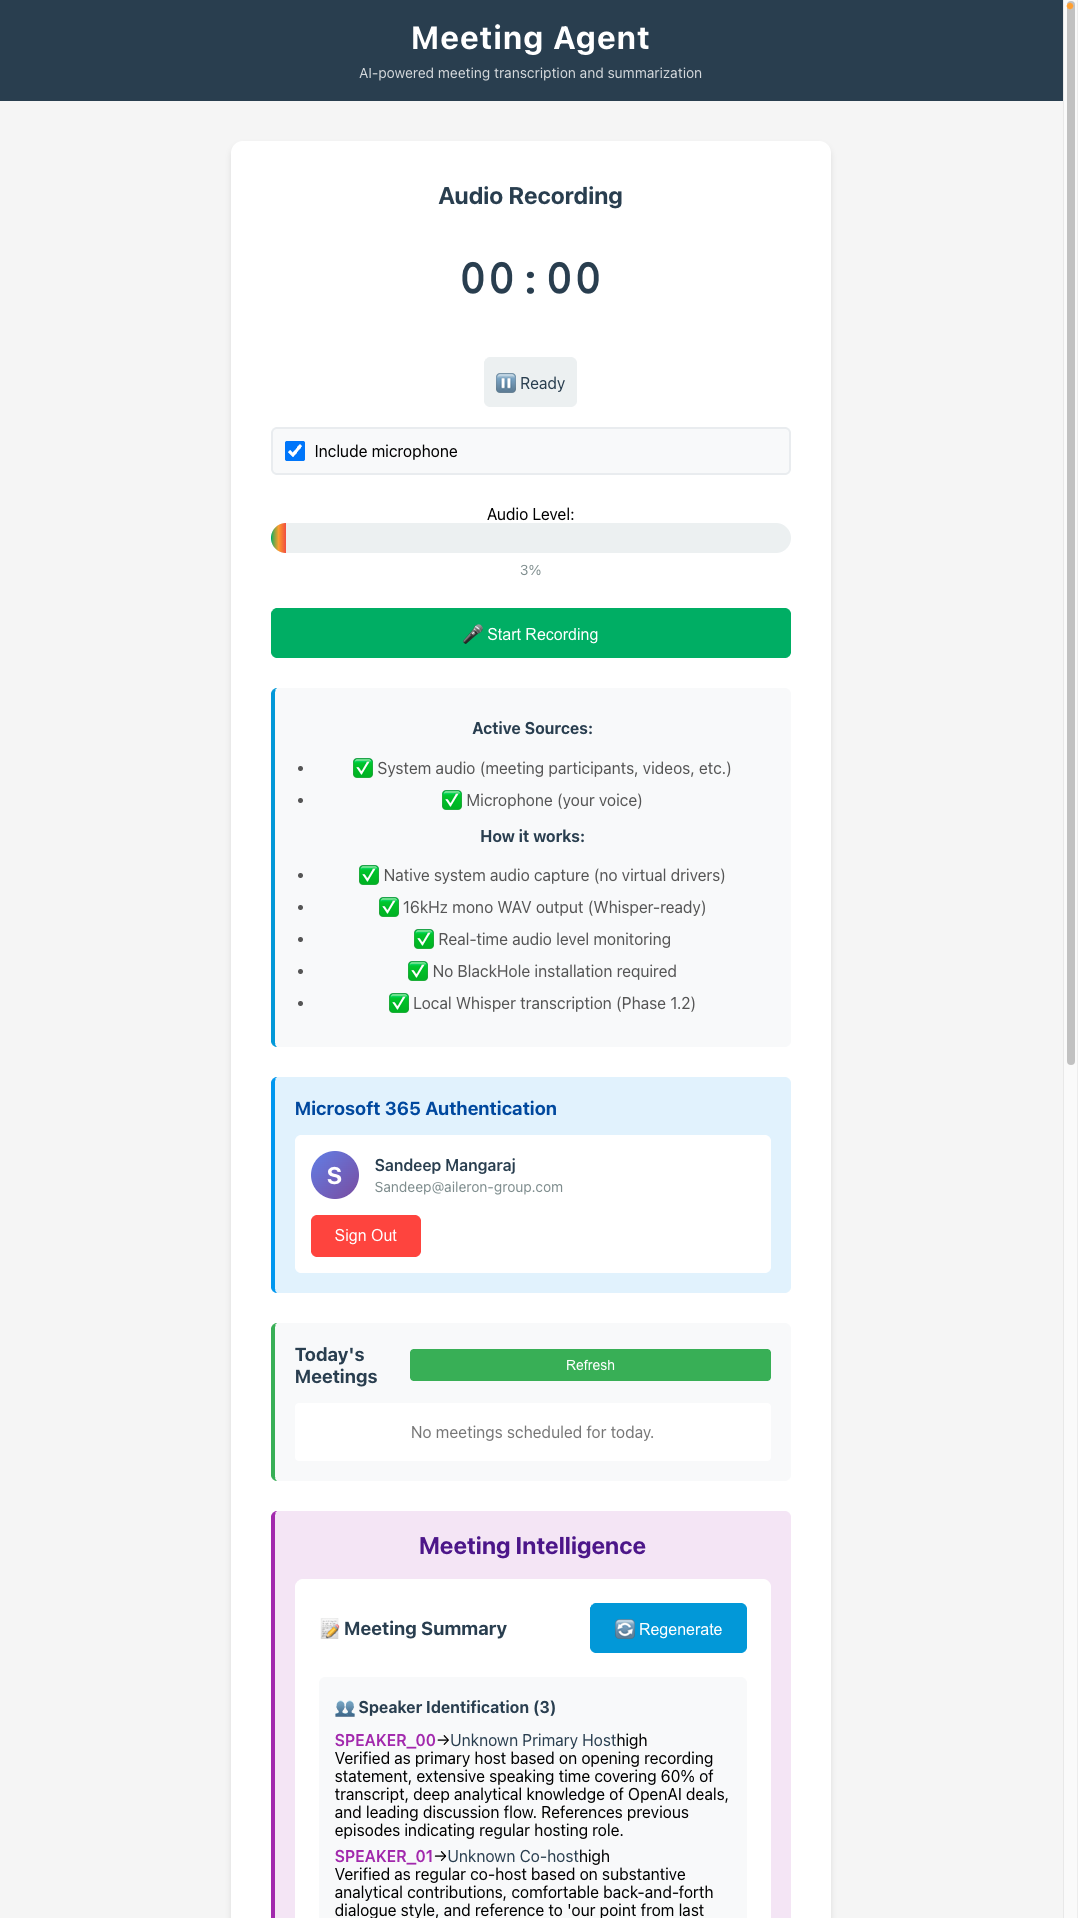 Meeting Agent
AI-powered meeting transcription and summarization
Audio Recording
00:00
⏸️ Ready
Include microphone
Audio Level:
3%
🎤 Start Recording
Active Sources:
• ✅ System audio (meeting participants, videos, etc.)
• ✅ Microphone (your voice)
How it works:
• ✅ Native system audio capture (no virtual drivers)
• ✅ 16kHz mono WAV output (Whisper-ready)
• ✅ Real-time audio level monitoring
• ✅ No BlackHole installation required
• ✅ Local Whisper transcription (Phase 1.2)
Microsoft 365 Authentication
S
Sandeep Mangaraj
Sandeep@aileron-group.com
Sign Out
Today's
Meetings
Refresh
No meetings scheduled for today.
Meeting Intelligence
📝 Meeting Summary
🔄 Regenerate
👥 Speaker Identification (3)
SPEAKER_00→Unknown Primary Hosthigh
Verified as primary host based on opening recording
statement, extensive speaking time covering 60% of
transcript, deep analytical knowledge of OpenAI deals,
and leading discussion flow. References previous
episodes indicating regular hosting role.
SPEAKER_01→Unknown Co-hosthigh
Verified as regular co-host based on substantive
analytical contributions, comfortable back-and-forth
dialogue style, and reference to 'our point from last